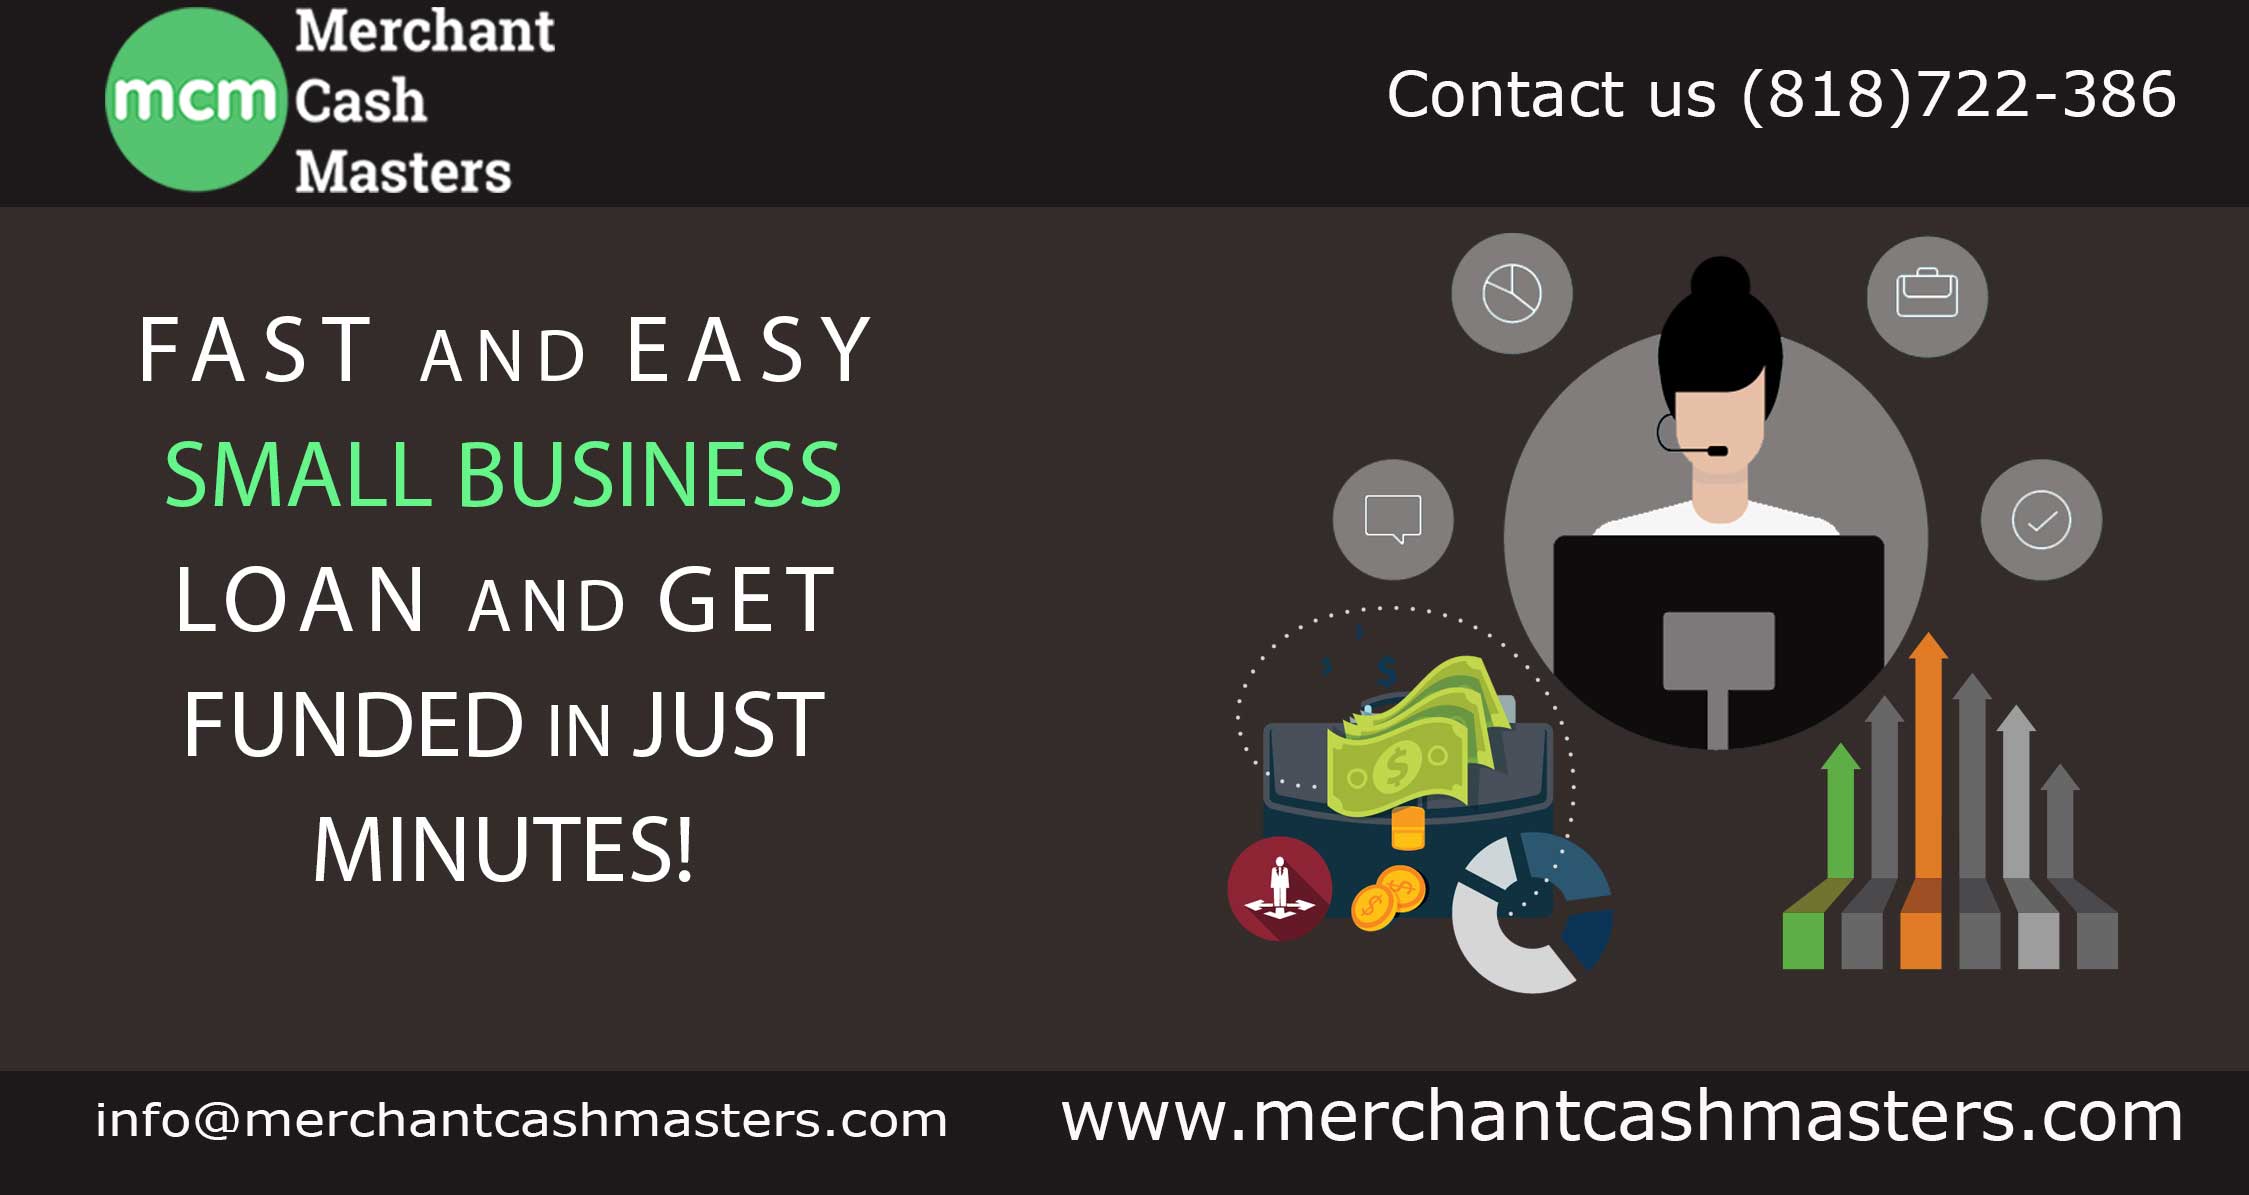 mcm
Merchant
Cash
Masters
Contact us (818)722-386
FAST AND EASY
SMALL BUSINESS
LOAN AND GET
FUNDED IN JUST
MINUTES!
$
$
$ $
info@merchantcashmasters.com
www.merchantcashmasters.com